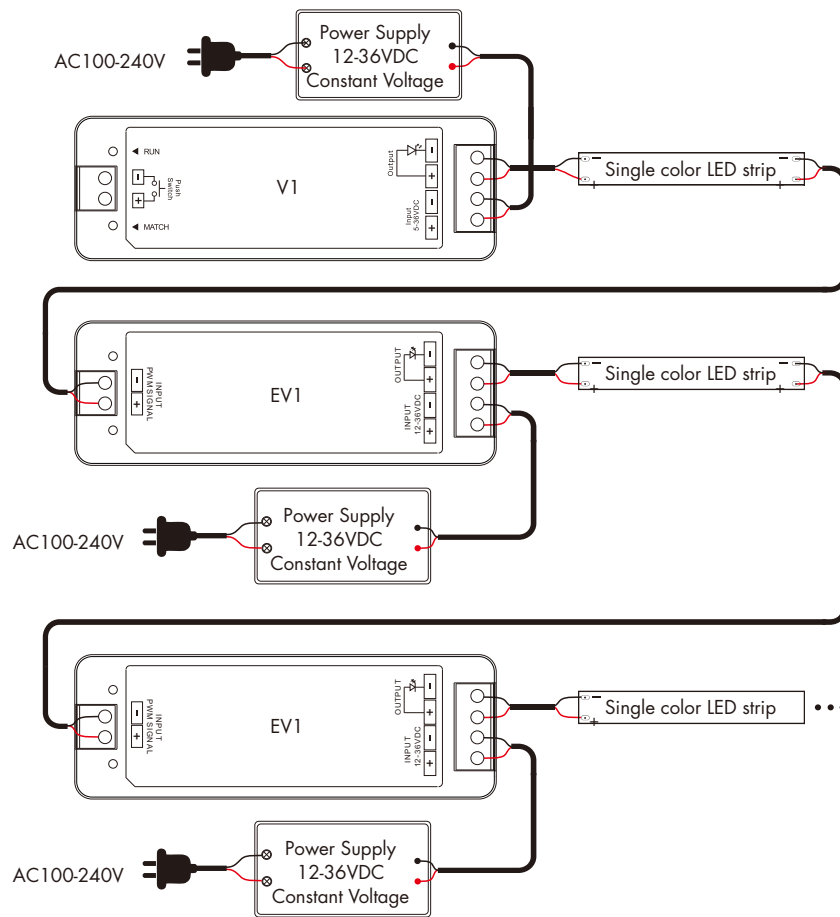 AC100-240V
Power Supply
12-36VDC
Constant Voltage
RUN
Push
Switch
- 
+
MATCH
V1
Output
-
+
Input
5-36VDC
-
+
- Single color LED strip -
+ +
INPUT
PWM SIGNAL
-
+
EV1
OUTPUT
-
+
INPUT
12-36VDC
-
+
- Single color LED strip -
+ +
AC100-240V
Power Supply
12-36VDC
Constant Voltage
INPUT
PWM SIGNAL
-
+
EV1
OUTPUT
-
+
INPUT
12-36VDC
-
+
- Single color LED strip
+
•••
AC100-240V
Power Supply
12-36VDC
Constant Voltage